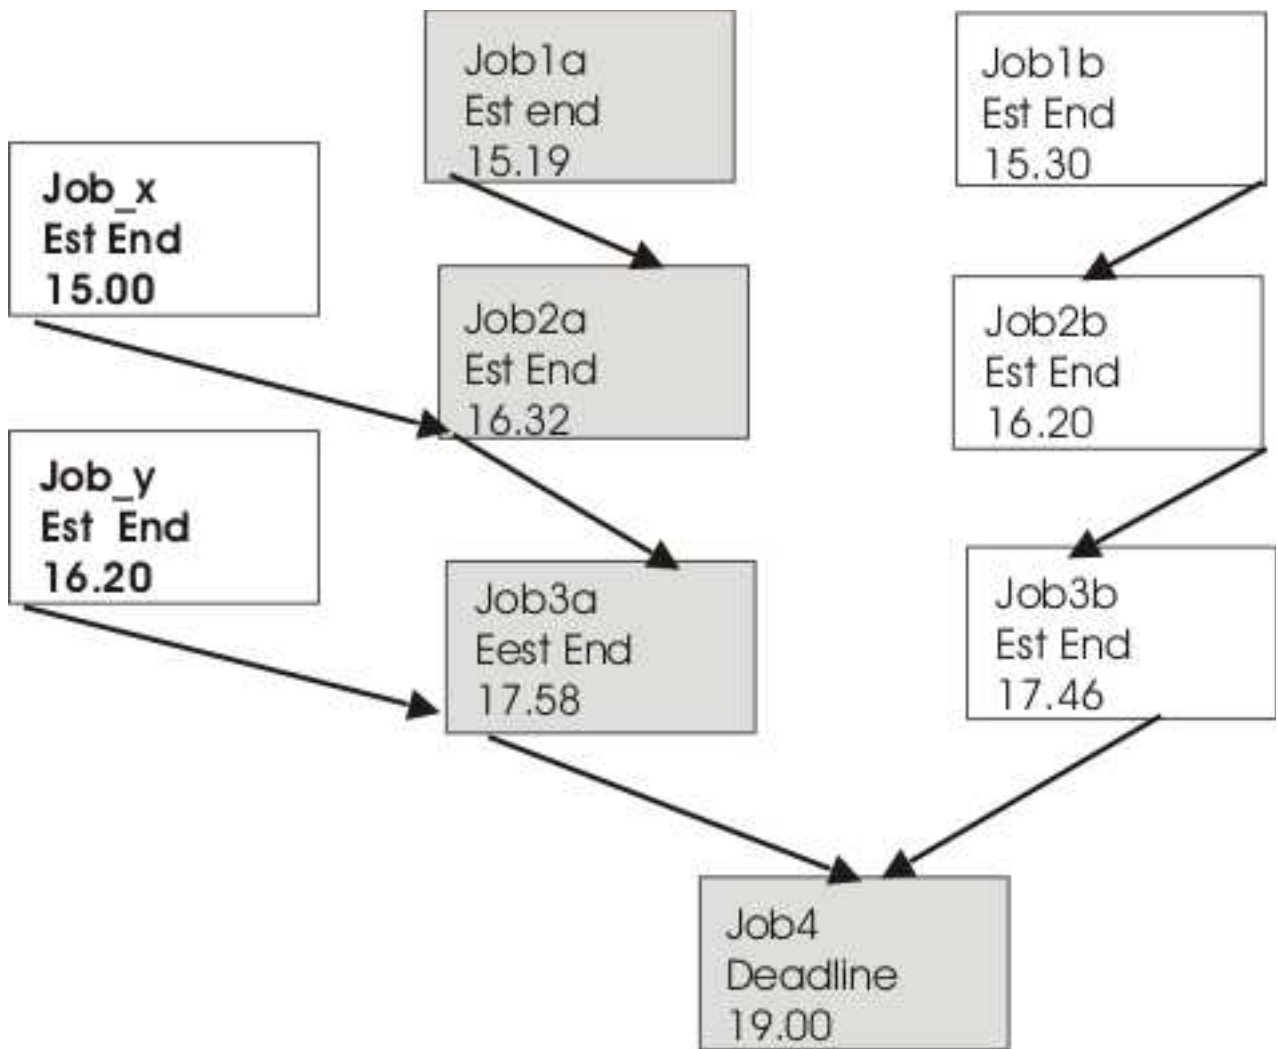 Job1a
Est end
15.19
Job1b
Est End
15.30
Job_x
Est End
15.00
Job2a
Est End
16.32
Job2b
Est End
16.20
Job_y
Est End
16.20
Job3a
Eest End
17.58
Job3b
Est End
17.46
Job4
Deadline
19.00